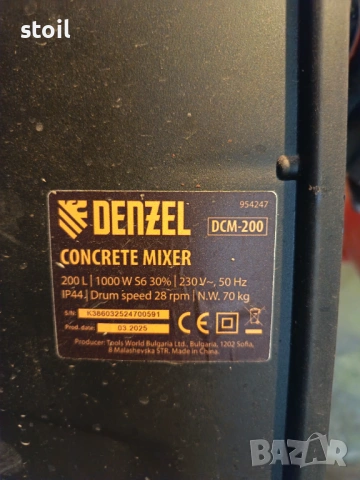 stoil
954247
DENZEL DCM-200
CONCRETE MIXER
200 L | 1000 W S6 30% | 230 V~, 50 Hz
IP44 | Drum speed 28 rpm | N.W. 70 kg
S/N: K386032524700591
Prod. date: 03.2025
CE
Producer: Tools World Bulgaria Ltd., Bulgaria, 1202 Sofia,
8 Malashevska STR. Made in China.
BAZAR